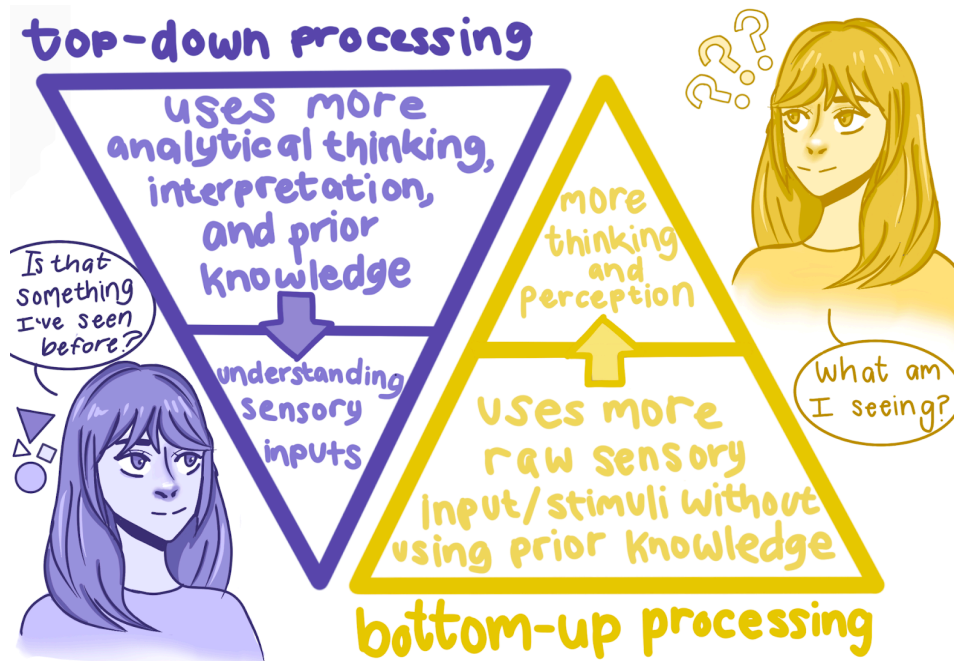 top-down processing
uses more
analytical thinking,
interpretation,
and prior
knowledge
understanding
sensory
inputs
Is that
something
I've seen
before?
???
more
thinking
and
perception
uses more
raw sensory
input/stimuli without
using prior knowledge
bottom-up processing
What am
I seeing?